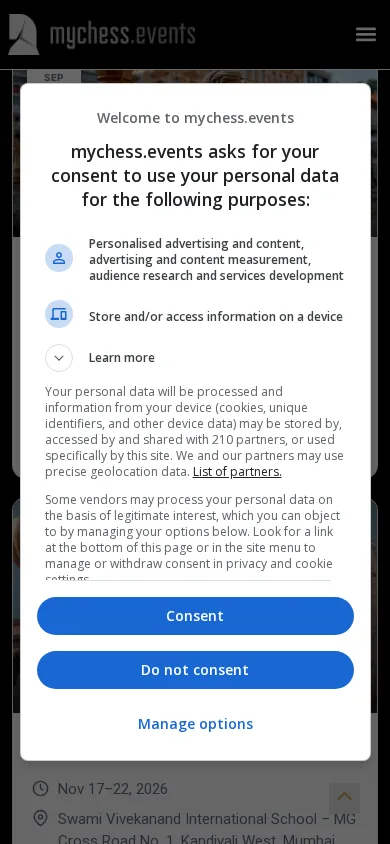 mychess.events
SEP
Welcome to mychess.events
mychess.events asks for your
consent to use your personal data
for the following purposes:
Personalised advertising and content,
advertising and content measurement,
audience research and services development
Store and/or access information on a device
Learn more
Your personal data will be processed and
information from your device (cookies, unique
identifiers, and other device data) may be stored by,
accessed by and shared with 210 partners, or used
specifically by this site. We and our partners may use
precise geolocation data. List of partners.
Some vendors may process your personal data on
the basis of legitimate interest, which you can object
to by managing your options below. Look for a link
at the bottom of this page or in the site menu to
manage or withdraw consent in privacy and cookie
settings.
Consent
Do not consent
Manage options
Nov 17–22, 2026
Swami Vivekanand International School – MG
Cross Road No. 1, Kandivali West, Mumbai,